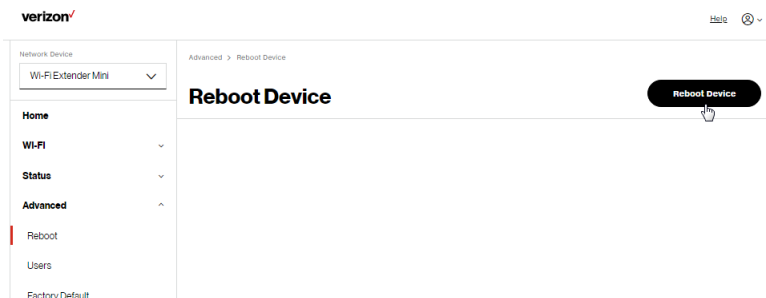 verizon
Help
Network Device
Wi-Fi Extender Mini
Advanced > Reboot Device
Reboot Device
Reboot Device
Home
Wi-Fi
Status
Advanced
Reboot
Users
Factory Default